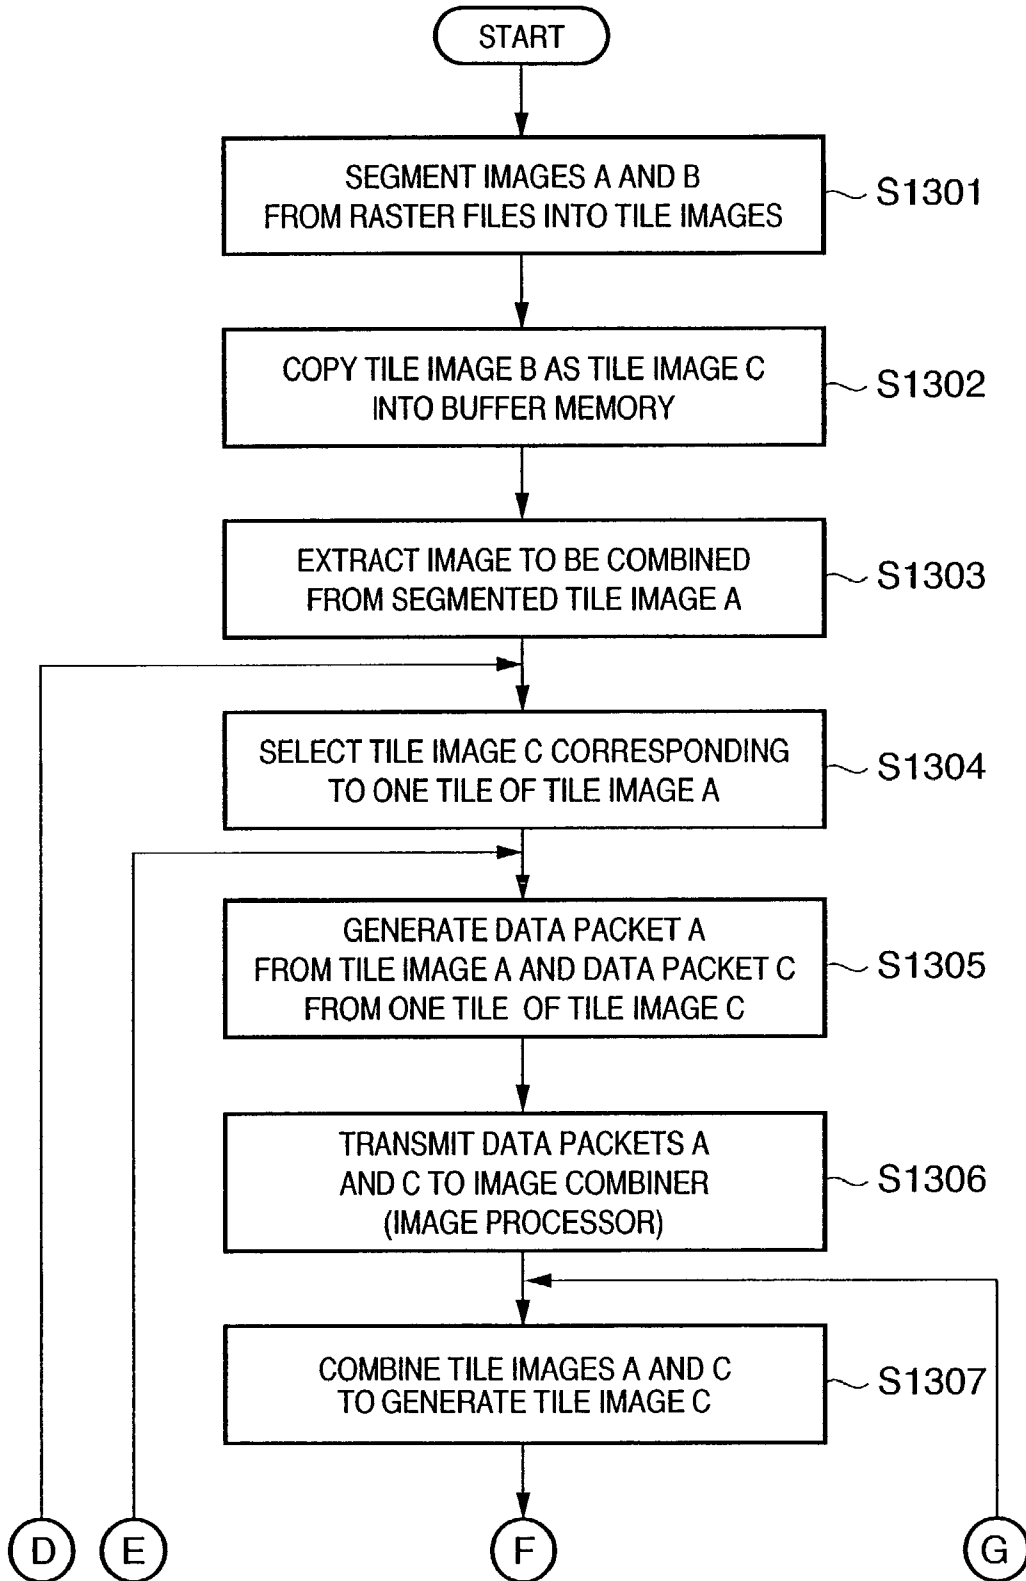 START
SEGMENT IMAGES A AND B
FROM RASTER FILES INTO TILE IMAGES
S1301
COPY TILE IMAGE B AS TILE IMAGE C
INTO BUFFER MEMORY
S1302
EXTRACT IMAGE TO BE COMBINED
FROM SEGMENTED TILE IMAGE A
S1303
SELECT TILE IMAGE C CORRESPONDING
TO ONE TILE OF TILE IMAGE A
S1304
GENERATE DATA PACKET A
FROM TILE IMAGE A AND DATA PACKET C
FROM ONE TILE OF TILE IMAGE C
S1305
TRANSMIT DATA PACKETS A
AND C TO IMAGE COMBINER
(IMAGE PROCESSOR)
S1306
COMBINE TILE IMAGES A AND C
TO GENERATE TILE IMAGE C
S1307
D
E
F
G